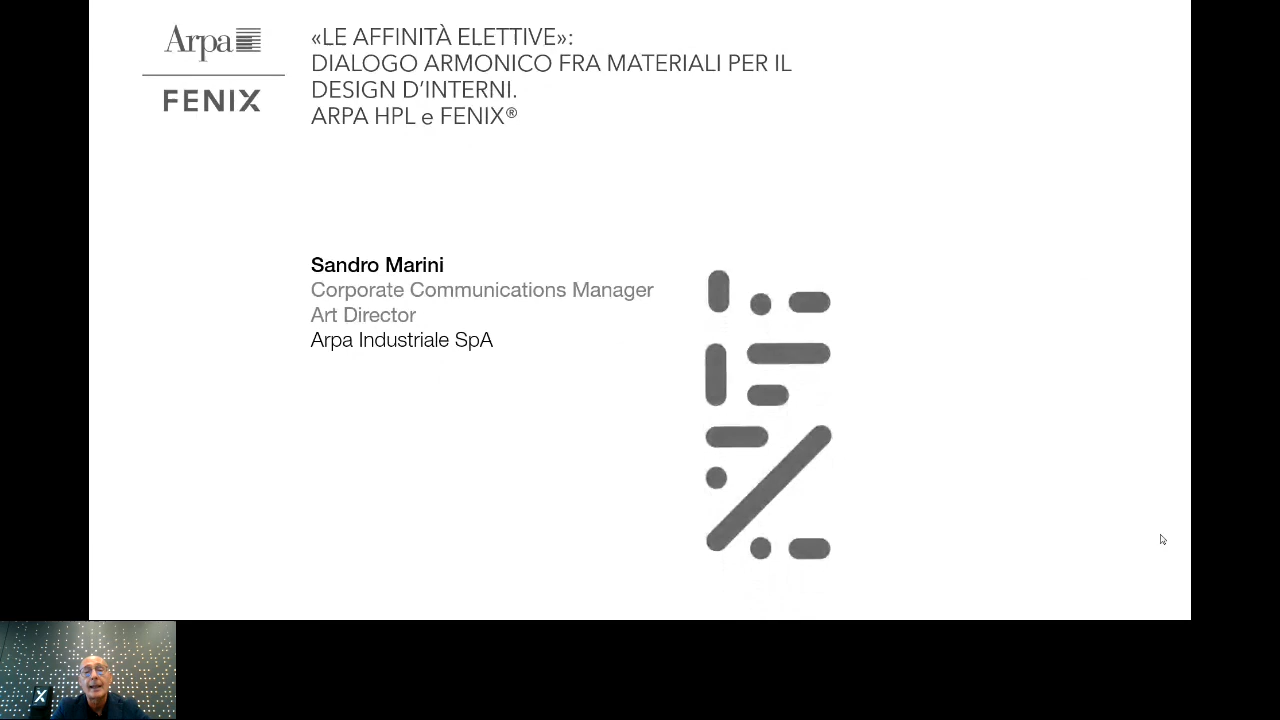 Arpa
FENIX
«LE AFFINITÀ ELETTIVE»:
DIALOGO ARMONICO FRA MATERIALI PER IL
DESIGN D’INTERNI.
ARPA HPL e FENIX®
Sandro Marini
Corporate Communications Manager
Art Director
Arpa Industriale SpA
X